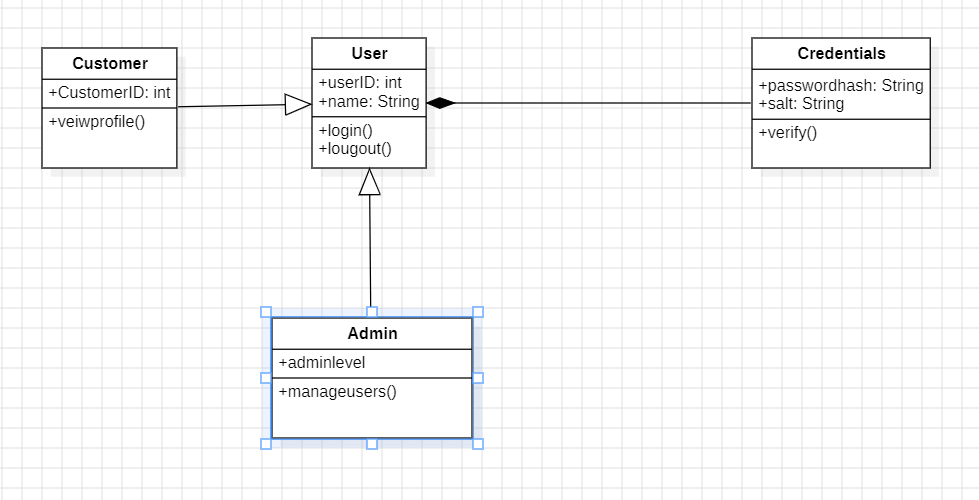 Customer
+CustomerID: int
+veiwprofile()
User
+userID: int
+name: String
+login()
+lougout()
Credentials
+passwordhash: String
+salt: String
+verify()
Admin
+adminlevel
+manageusers()